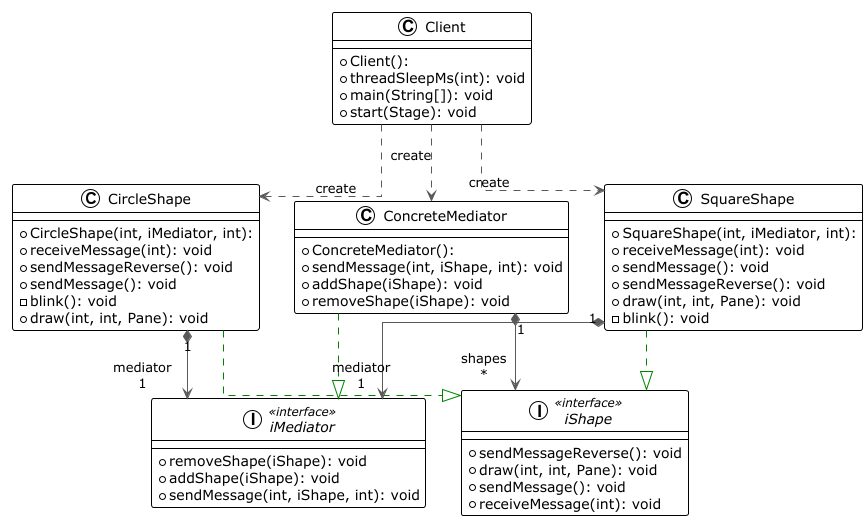 C Client
Client():
threadSleepMs(int): void
main(String[]): void
start(Stage): void
create
create
create
C CircleShape
CircleShape(int, iMediator, int):
receiveMessage(int): void
sendMessageReverse(): void
sendMessage(): void
blink(): void
draw(int, int, Pane): void
C ConcreteMediator
ConcreteMediator():
sendMessage(int, iShape, int): void
addShape(iShape): void
removeShape(iShape): void
C SquareShape
SquareShape(int, iMediator, int):
receiveMessage(int): void
sendMessage(): void
sendMessageReverse(): void
draw(int, int, Pane): void
blink(): void
1
mediator
1
1
mediator
1
1
shapes
*
I «interface»
iMediator
removeShape(iShape): void
addShape(iShape): void
sendMessage(int, iShape, int): void
I «interface»
iShape
sendMessageReverse(): void
draw(int, int, Pane): void
sendMessage(): void
receiveMessage(int): void